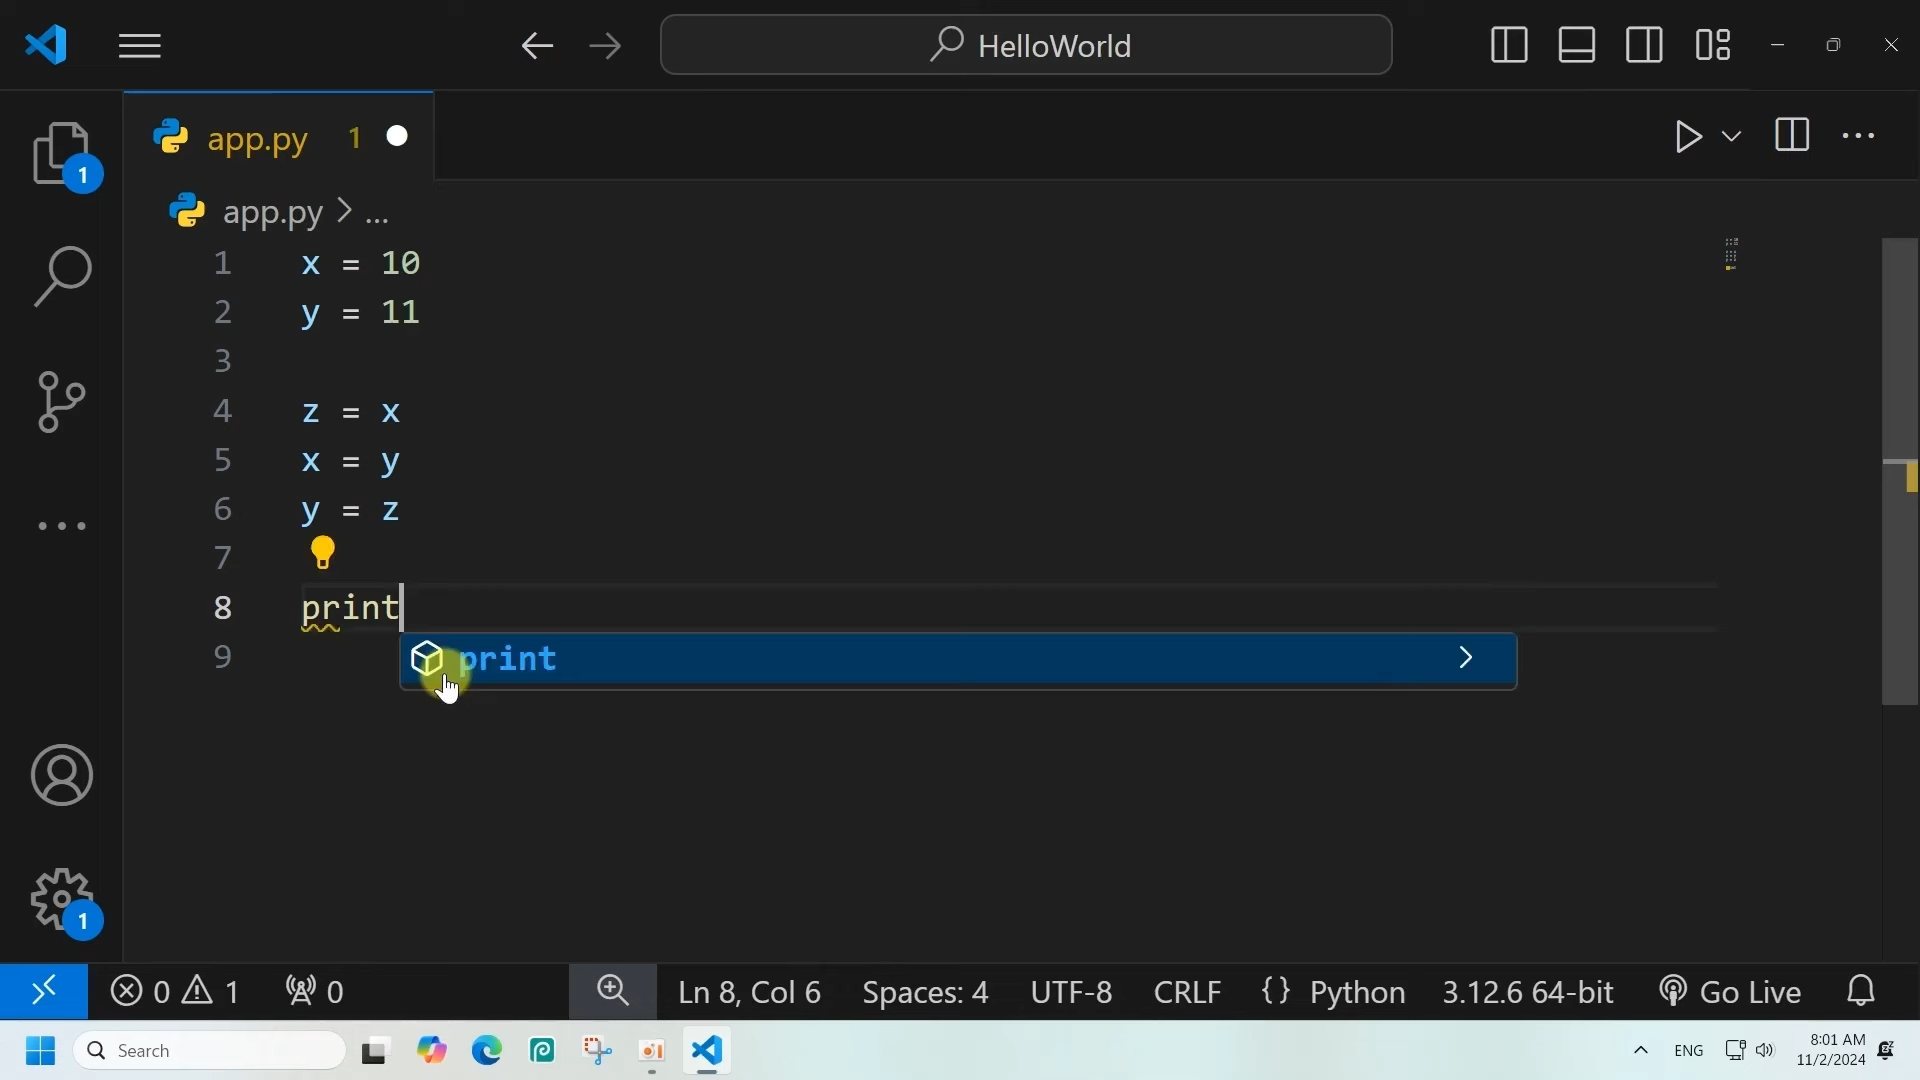 HelloWorld
app.py 1
1
app.py > ...
1 x = 10
2 y = 11
3
4 z = x
5 x = y
6 y = z
7
8 print
print
9
1
0 1 0 Ln 8, Col 6 Spaces: 4 UTF-8 CRLF {} Python 3.12.6 64-bit Go Live
Search ENG 8:01 AM
11/2/2024